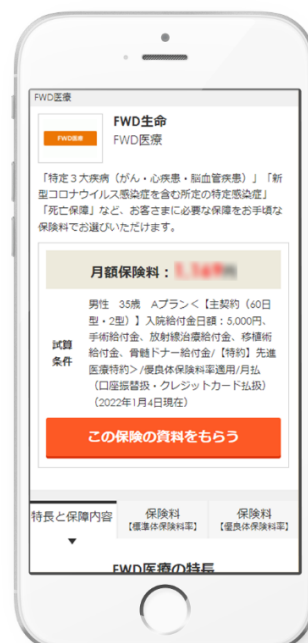 FWD医療
FWD医療
FWD生命
FWD医療
「特定３大疾病（がん・心疾患・脳血管疾患）」「新
型コロナウイルス感染症を含む所定の特定感染症」
「死亡保障」など、お客さまに必要な保障をお手頃な
保険料でお選びいただけます。
月額保険料：
試算
条件
男性 35歳 Aプラン＜【主契約（60日
型・2型）】入院給付金日額：5,000円、
手術給付金、放射線治療給付金、移植術
給付金、骨髄ドナー給付金/【特約】先進
医療特約＞/優良体保険料率適用/月払
（口座振替扱・クレジットカード払扱）
（2022年1月4日現在）
この保険の資料をもらう
特長と保障内容
▼
保険料
【標準体保険料率】
保険料
【優良体保険料率】
FWD医療の特長